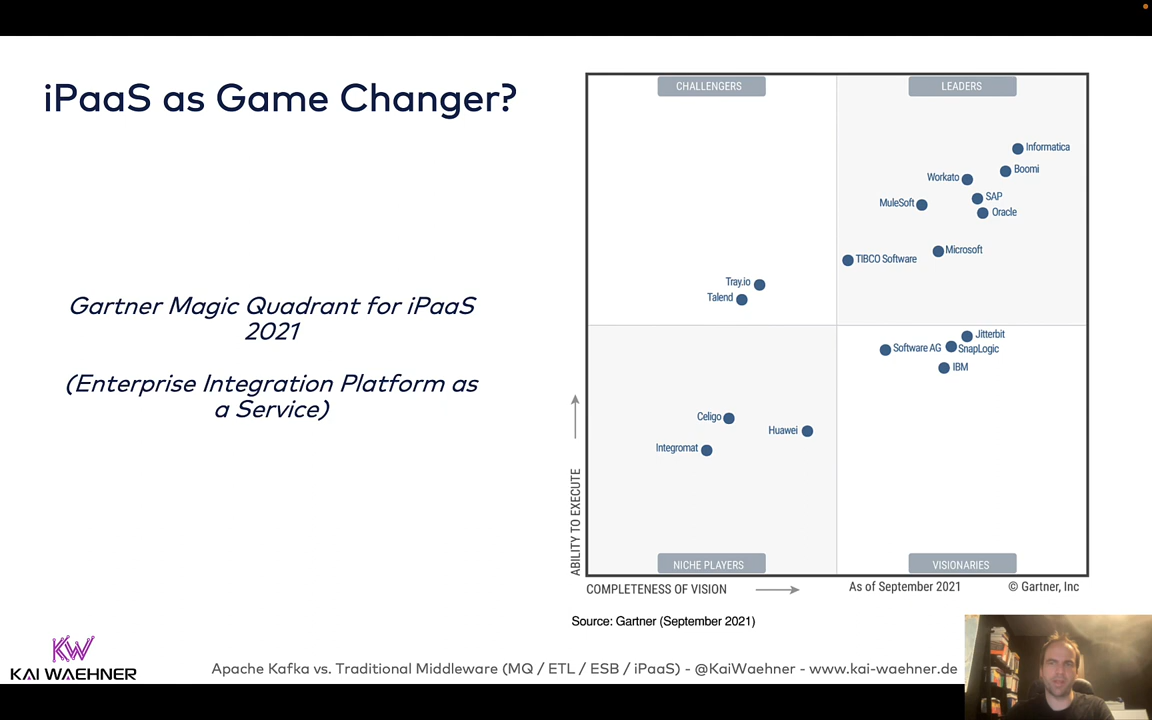 iPaaS as Game Changer?
Gartner Magic Quadrant for iPaaS
2021
(Enterprise Integration Platform as
a Service)
CHALLENGERS
LEADERS
Informatica
Boomi
Workato
SAP
MuleSoft
Oracle
Microsoft
TIBCO Software
Tray.io
Talend
Jitterbit
Software AG
SnapLogic
IBM
Celigo
Huawei
Integromat
ABILITY TO EXECUTE
NICHE PLAYERS
VISIONARIES
COMPLETENESS OF VISION
As of September 2021
© Gartner, Inc
Source: Gartner (September 2021)
KW
KAI WAEHNER
Apache Kafka vs. Traditional Middleware (MQ / ETL / ESB / iPaaS) - @KaiWaehner - www.kai-waehner.de